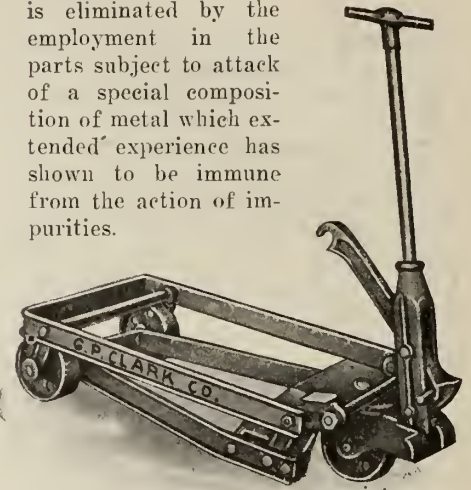 is eliminated by the
employment in the
parts subject to attack
of a special composi-
tion of metal which ex-
tended experience has
shown to be immune
from the action of im-
purities.
G.P. CLARK CO.